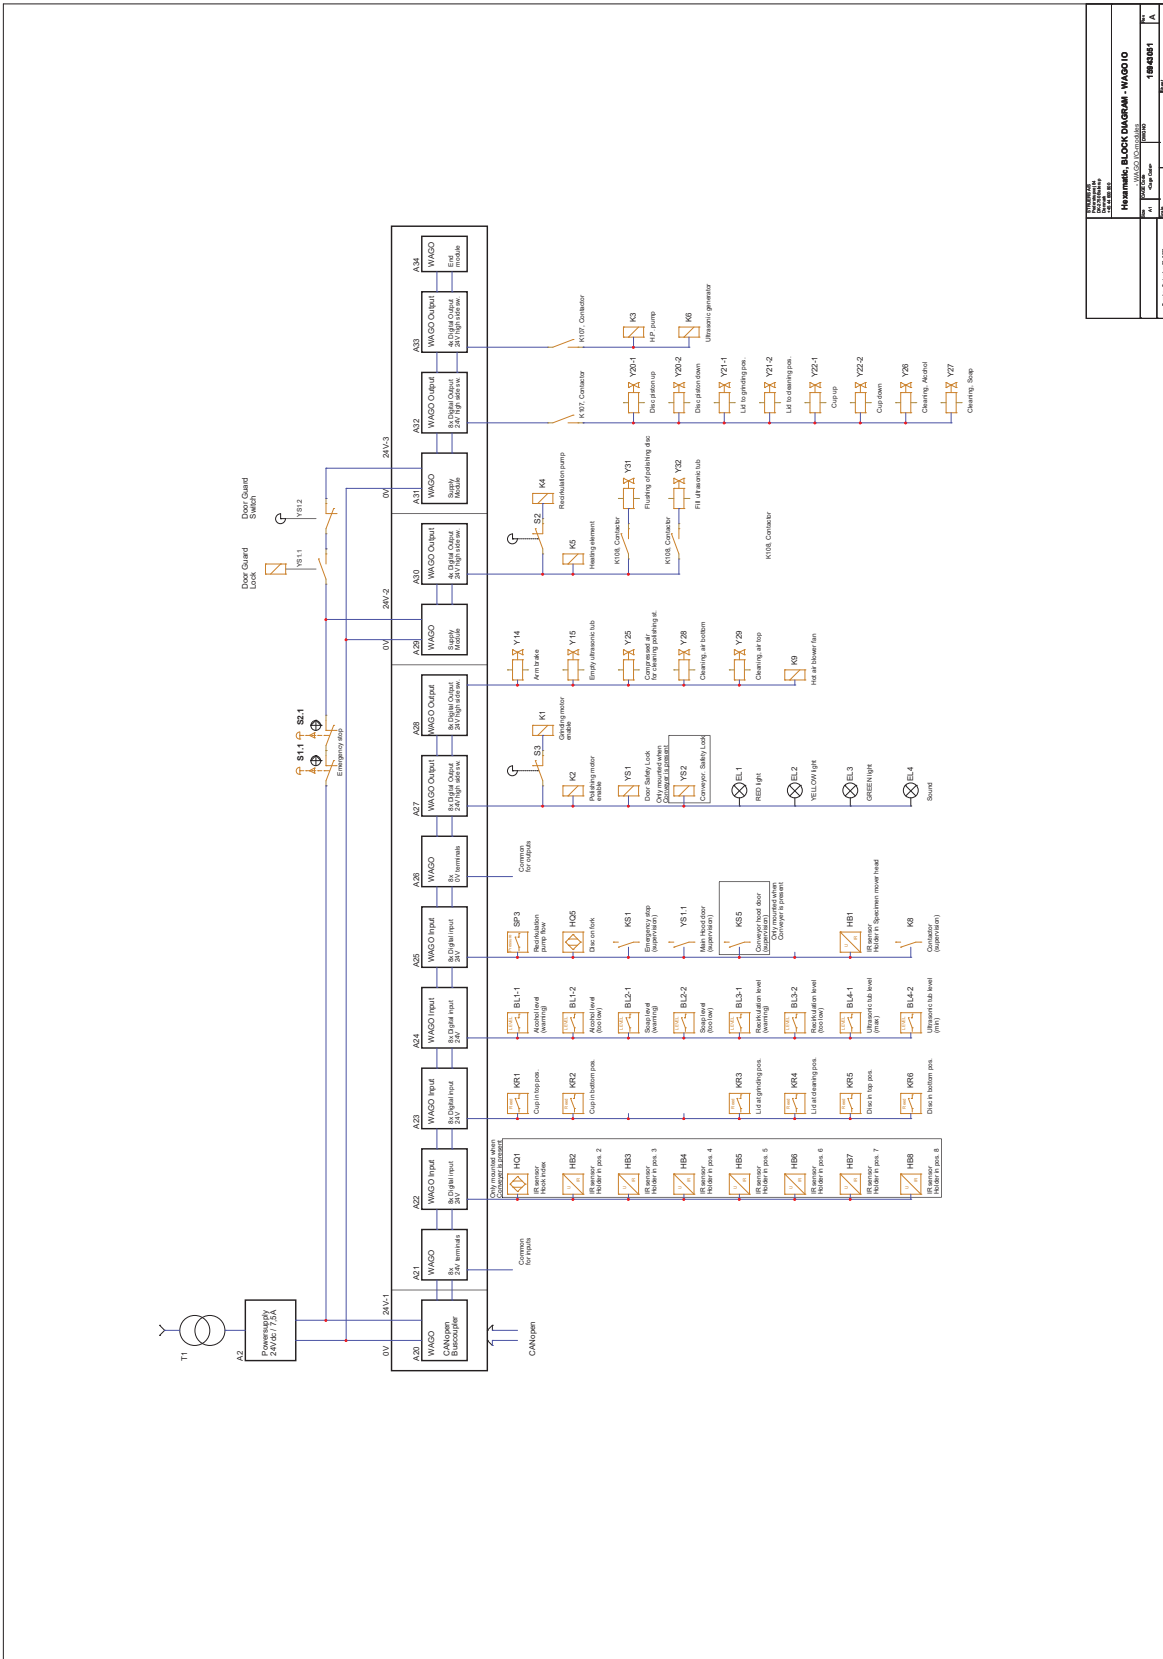 T1
A2
Powersupply
24Vdc / 7,5A
0V
24V-1
A20
WAGO
CANopen
Buscoupler
CANopen
A21
WAGO
8x
24V terminals
Common
for inputs
A22
WAGO Input
8x Digital input
24V
Only mounted when
Conveyer is present
HQ1
IR sensor
Hook index
HB2
IR sensor
Holder in pos. 2
HB3
IR sensor
Holder in pos. 3
HB4
IR sensor
Holder in pos. 4
HB5
IR sensor
Holder in pos. 5
HB6
IR sensor
Holder in pos. 6
HB7
IR sensor
Holder in pos. 7
HB8
IR sensor
Holder in pos. 8
A23
WAGO Input
8x Digital input
24V
KR1
Cup in top pos.
KR2
Cup in bottom pos.
KR3
Lid at grinding pos.
KR4
Lid at cleaning pos.
KR5
Disc in top pos.
KR6
Disc in bottom pos.
A24
WAGO Input
8x Digital input
24V
BL1-1
Alcohol level
(warning)
BL1-2
Alcohol level
(too low)
BL2-1
Soap level
(warning)
BL2-2
Soap level
(too low)
BL3-1
Recirkulation level
(warning)
BL3-2
Recirkulation level
(too low)
BL4-1
Ultrasonic tub level
(max)
BL4-2
Ultrasonic tub level
(min)
A25
WAGO Input
8x Digital input
24V
SP3
Recirkulation
pump flow
HQ5
Disc on fork
KS1
Emergency stop
(supervision)
YS1.1
Main Hood door
(supervision)
KS5
Conveyor hood door
(supervision)
Only mounted when
Conveyer is present
HB1
IR sensor
Holder in Specimen mover head
K8
Contactor
(supervision)
A26
WAGO
8x
0V terminals
Common
for outputs
A27
WAGO Output
8x Digital Output
24V high side sw.
S3
K1
Grinding motor
enable
K2
Polishing motor
enable
YS1
Door Safety Lock
Only mounted when
Conveyer is present
YS2
Conveyor, Safety Lock
EL1
RED light
EL2
YELLOW light
EL3
GREEN light
EL4
Sound
A28
WAGO Output
8x Digital Output
24V high side sw.
Y14
Arm brake
Y15
Empty ultrasonic tub
Y25
Compressed air
for cleaning polishing st.
Y28
Cleaning, air bottom
Y29
Cleaning, air top
K9
Hot air blower fan
S1.1
S2.1
Emergency stop
0V
24V-2
A29
WAGO
Supply
Module
A30
WAGO Output
4x Digital Output
24V high side sw.
S2
K4
Recirkulation pump
K5
Heating element
K108, Contactor
Y31
Flushing of polishing disc
K108, Contactor
Y32
Fill ultrasonic tub
K108, Contactor
Door Guard
Lock
YS1.1
Door Guard
Switch
YS1.2
0V
24V-3
A31
WAGO
Supply
Module
A32
WAGO Output
8x Digital Output
24V high side sw.
K107, Contactor
Y20-1
Disc piston up
Y20-2
Disc piston down
Y21-1
Lid to grinding pos.
Y21-2
Lid to cleaning pos.
Y22-1
Cup up
Y22-2
Cup down
Y26
Cleaning, Alcohol
Y27
Cleaning, Soap
A33
WAGO Output
4x Digital Output
24V high side sw.
K107, Contactor
K3
H.P. pump
K6
Ultrasonic generator
A34
WAGO
End
module
Hexamatic, BLOCK DIAGRAM - WAGO IO
- WAGO I/O-modules
A1
15943051
A